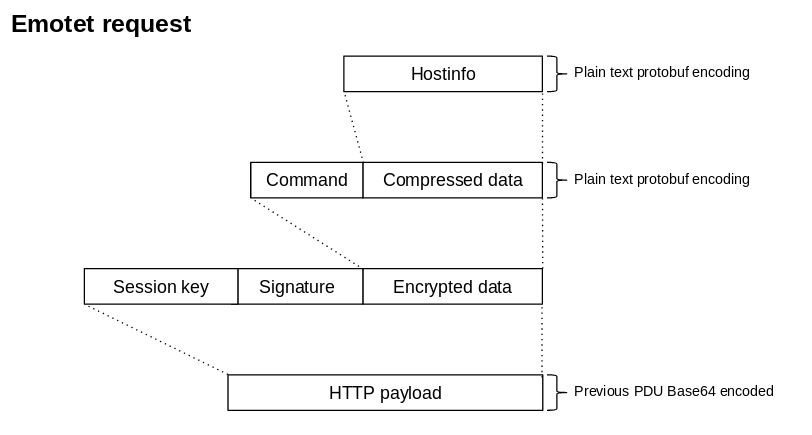 Emotet request
Hostinfo
Plain text protobuf encoding
Command
Compressed data
Plain text protobuf encoding
Session key
Signature
Encrypted data
HTTP payload
Previous PDU Base64 encoded